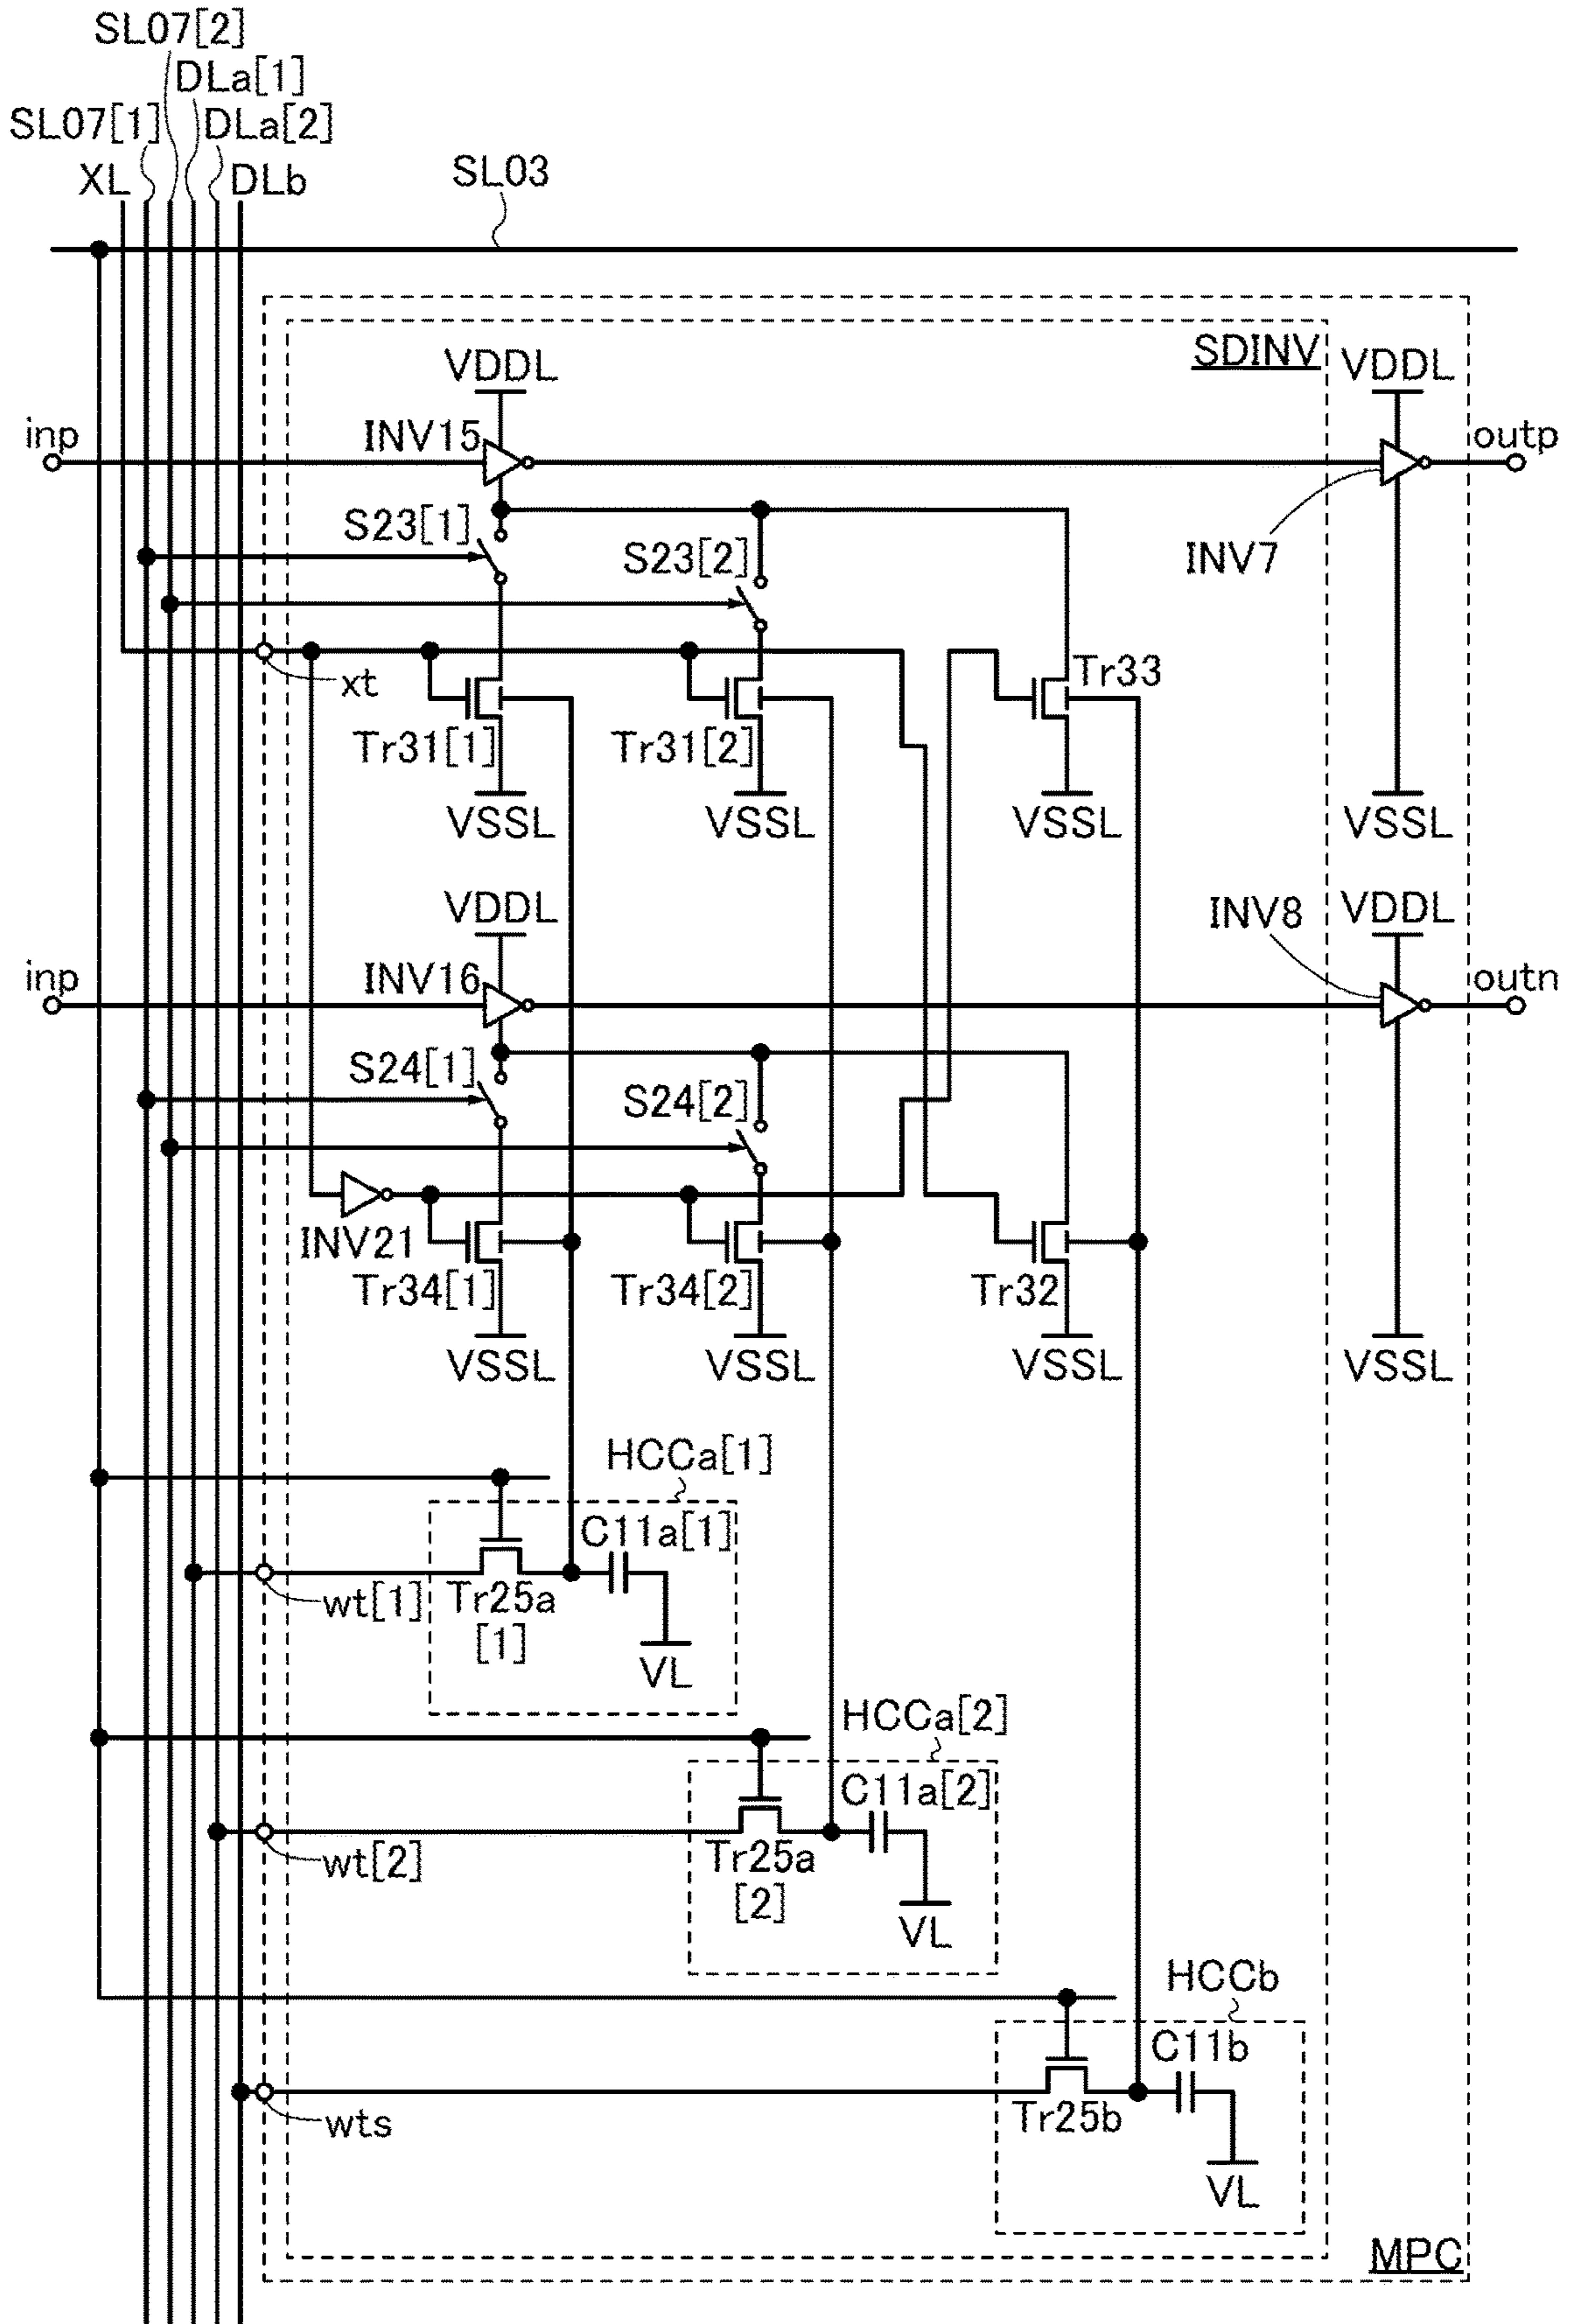 SL07[2]
DLa[1]
SL07[1] DLa[2]
XL DLb
SL03
SDINV
VDDL VDDL
inp INV15 outp
S23[1]
S23[2] INV7
xt Tr33
Tr31[1] Tr31[2]
VSSL VSSL VSSL VSSL
VDDL INV8 VDDL
inp INV16 outn
S24[1]
S24[2]
INV21
Tr34[1] Tr34[2] Tr32
VSSL VSSL VSSL VSSL
HCCa[1]
C11a[1]
wt[1] Tr25a
[1]
VL
HCCa[2]
C11a[2]
wt[2] Tr25a
[2]
VL
HCCb
C11b
wts Tr25b
VL
MPC